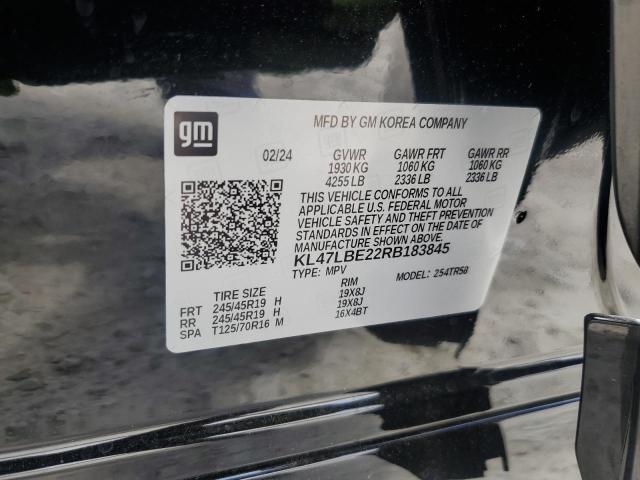 gm
MFD BY GM KOREA COMPANY
02/24 GVWR GAWR FRT GAWR RR
1930 KG 1060 KG 1060 KG
4255 LB 2336 LB 2336 LB
THIS VEHICLE CONFORMS TO ALL
APPLICABLE U.S. FEDERAL MOTOR
VEHICLE SAFETY AND THEFT PREVENTION
STANDARDS IN EFFECT ON THE DATE OF
MANUFACTURE SHOWN ABOVE.
KL47LBE22RB183845
TYPE: MPV MODEL: 254TR58
TIRE SIZE RIM
FRT 245/45R19 H 19X8J
RR 245/45R19 H 19X8J
SPA T125/70R16 M 16X4BT